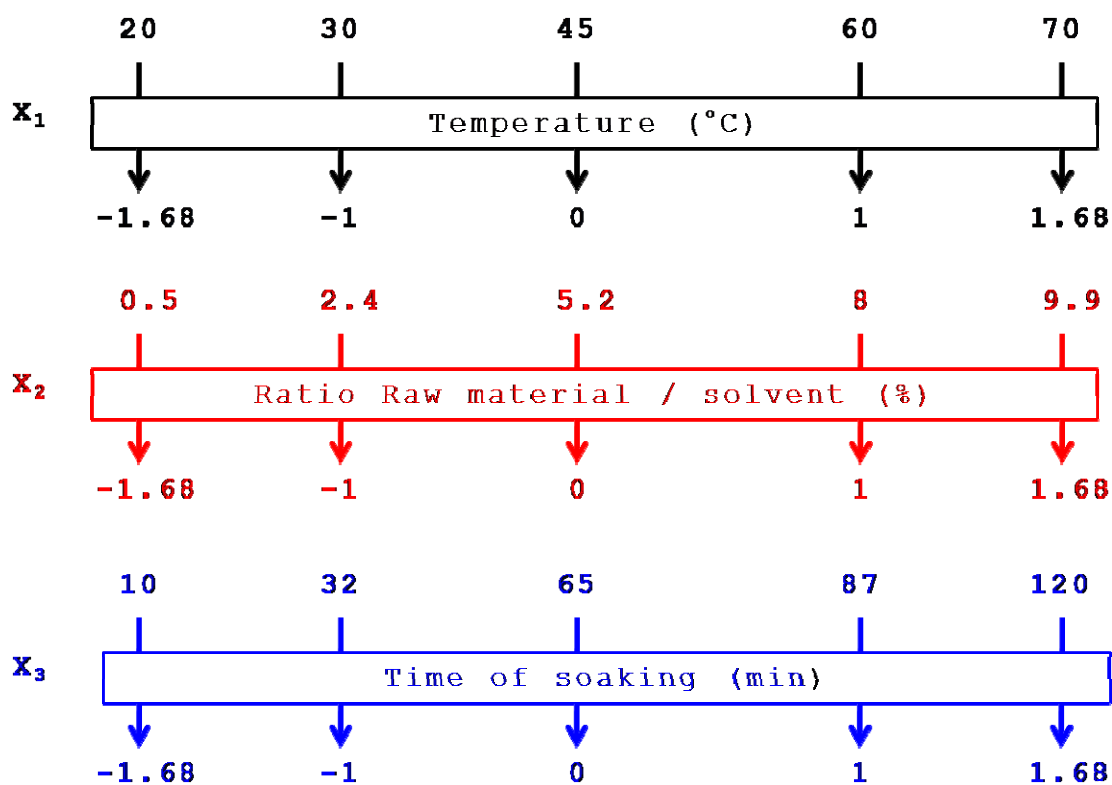 20 30 45 60 70
X₁ Temperature (°C)
-1.68 -1 0 1 1.68
0.5 2.4 5.2 8 9.9
X₂ Ratio Raw material / solvent (%)
-1.68 -1 0 1 1.68
10 32 65 87 120
X₃ Time of soaking (min)
-1.68 -1 0 1 1.68